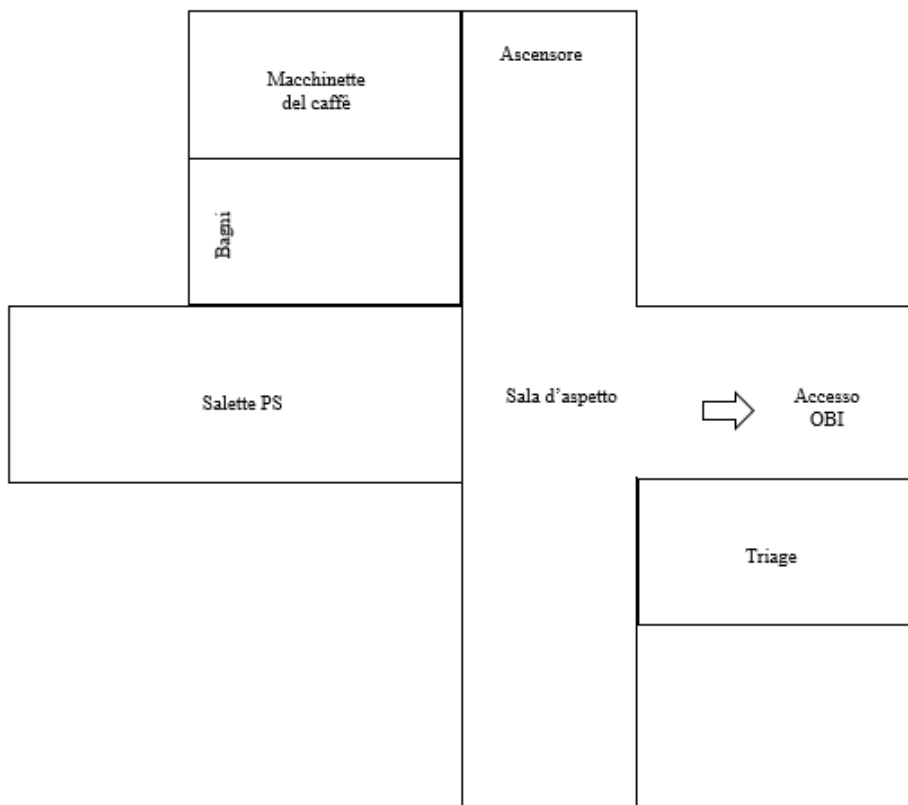 Ascensore
Macchinette
del caffè
Bagni
Salette PS
Sala d'aspetto
Accesso
OBI
Triage